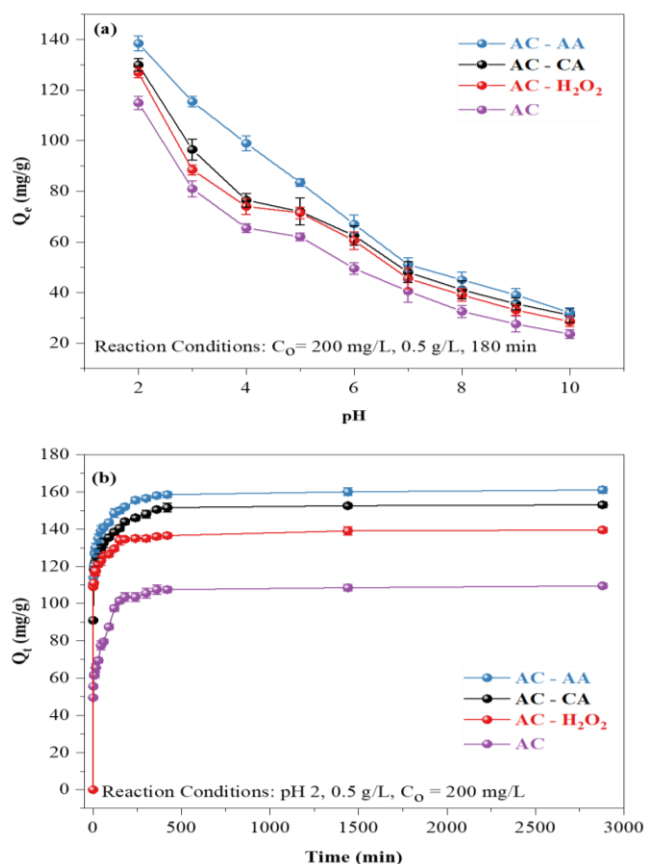 (a)
AC - AA
AC - CA
AC - H₂O₂
AC
140
120
100
80
60
40
20
Qₑ (mg/g)
Reaction Conditions: C_O= 200 mg/L, 0.5 g/L, 180 min
2 4 6 8 10
pH
(b)
180
160
140
120
100
80
60
40
20
0
Qₜ (mg/g)
AC - AA
AC - CA
AC - H₂O₂
AC
Reaction Conditions: pH 2, 0.5 g/L, C_O = 200 mg/L
0 500 1000 1500 2000 2500 3000
Time (min)